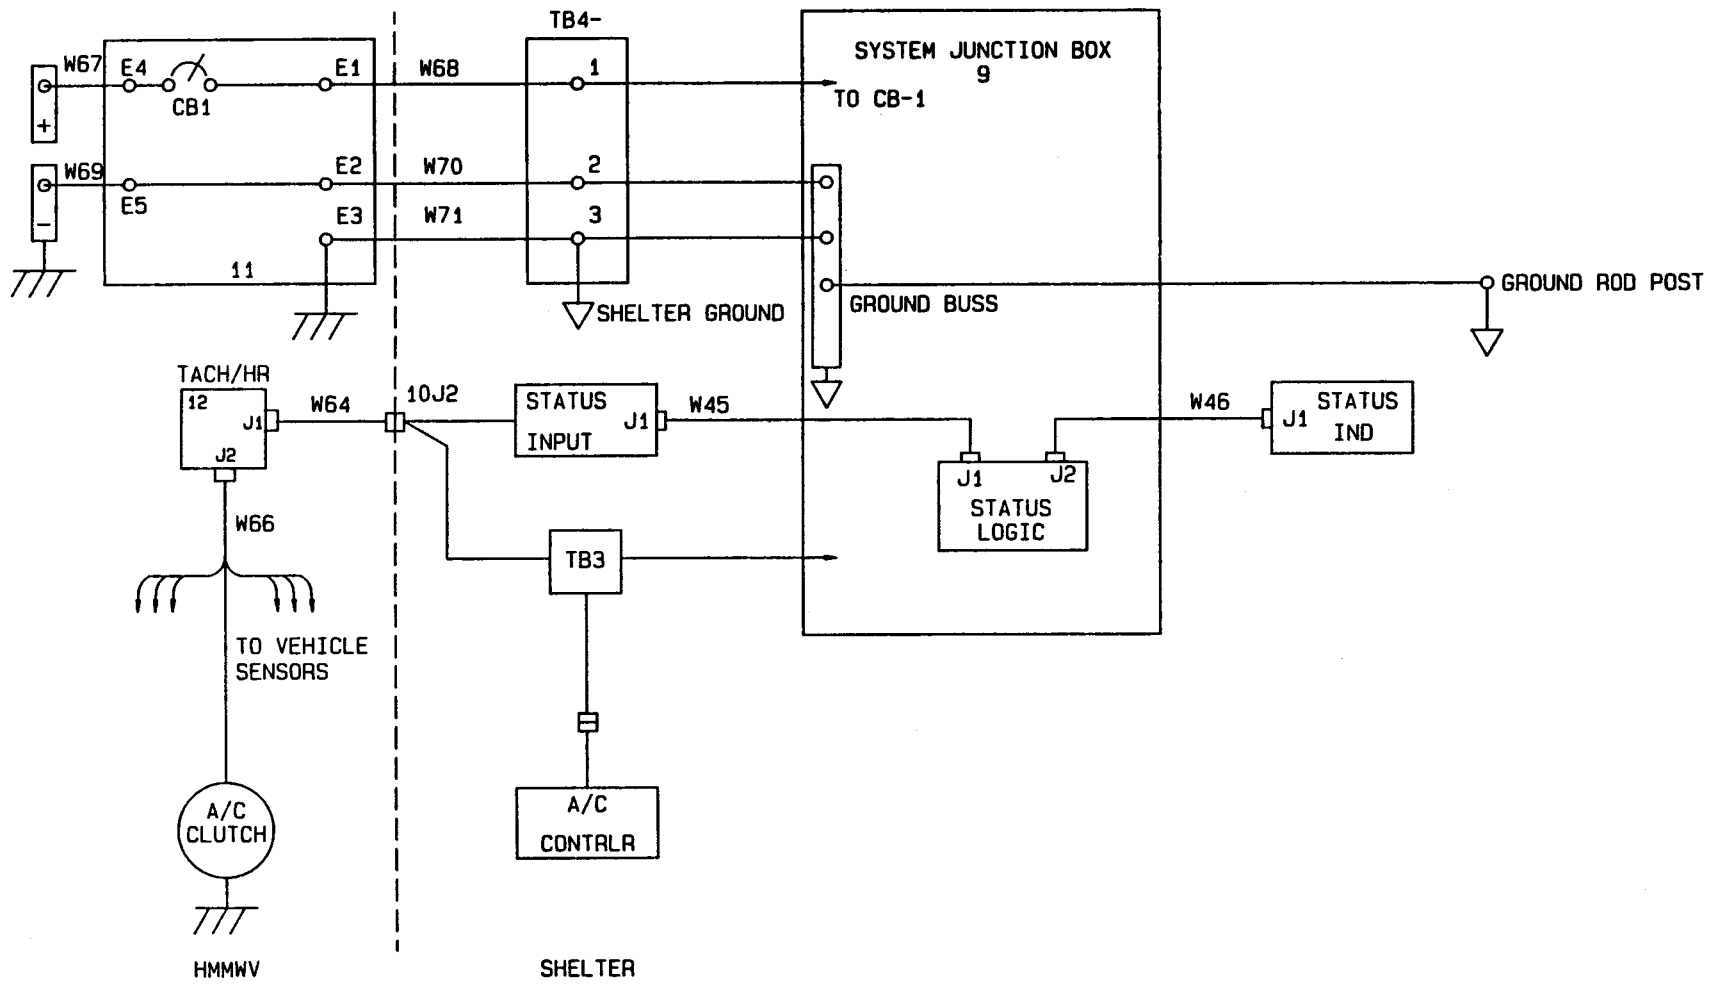 TB4-
SYSTEM JUNCTION BOX
9
W67
E4
CB1
E1
W68
1
TO CB-1
+
W69
E5
E2
W70
2
-
E3
W71
3
11
SHELTER GROUND
GROUND BUSS
GROUND ROD POST
TACH/HR
12
J1
J2
W64
10J2
STATUS
INPUT
J1
W45
J1
J2
STATUS
LOGIC
W46
J1
STATUS
IND
W66
TB3
TO VEHICLE
SENSORS
A/C
CLUTCH
A/C
CONTRLR
HMMWV
SHELTER